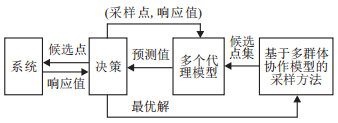 (采样点,响应值)
候选点
系统
响应值
决策
预测值
多个代
理模型
候选
点集
基于多群体
协作模型的
采样方法
最优解